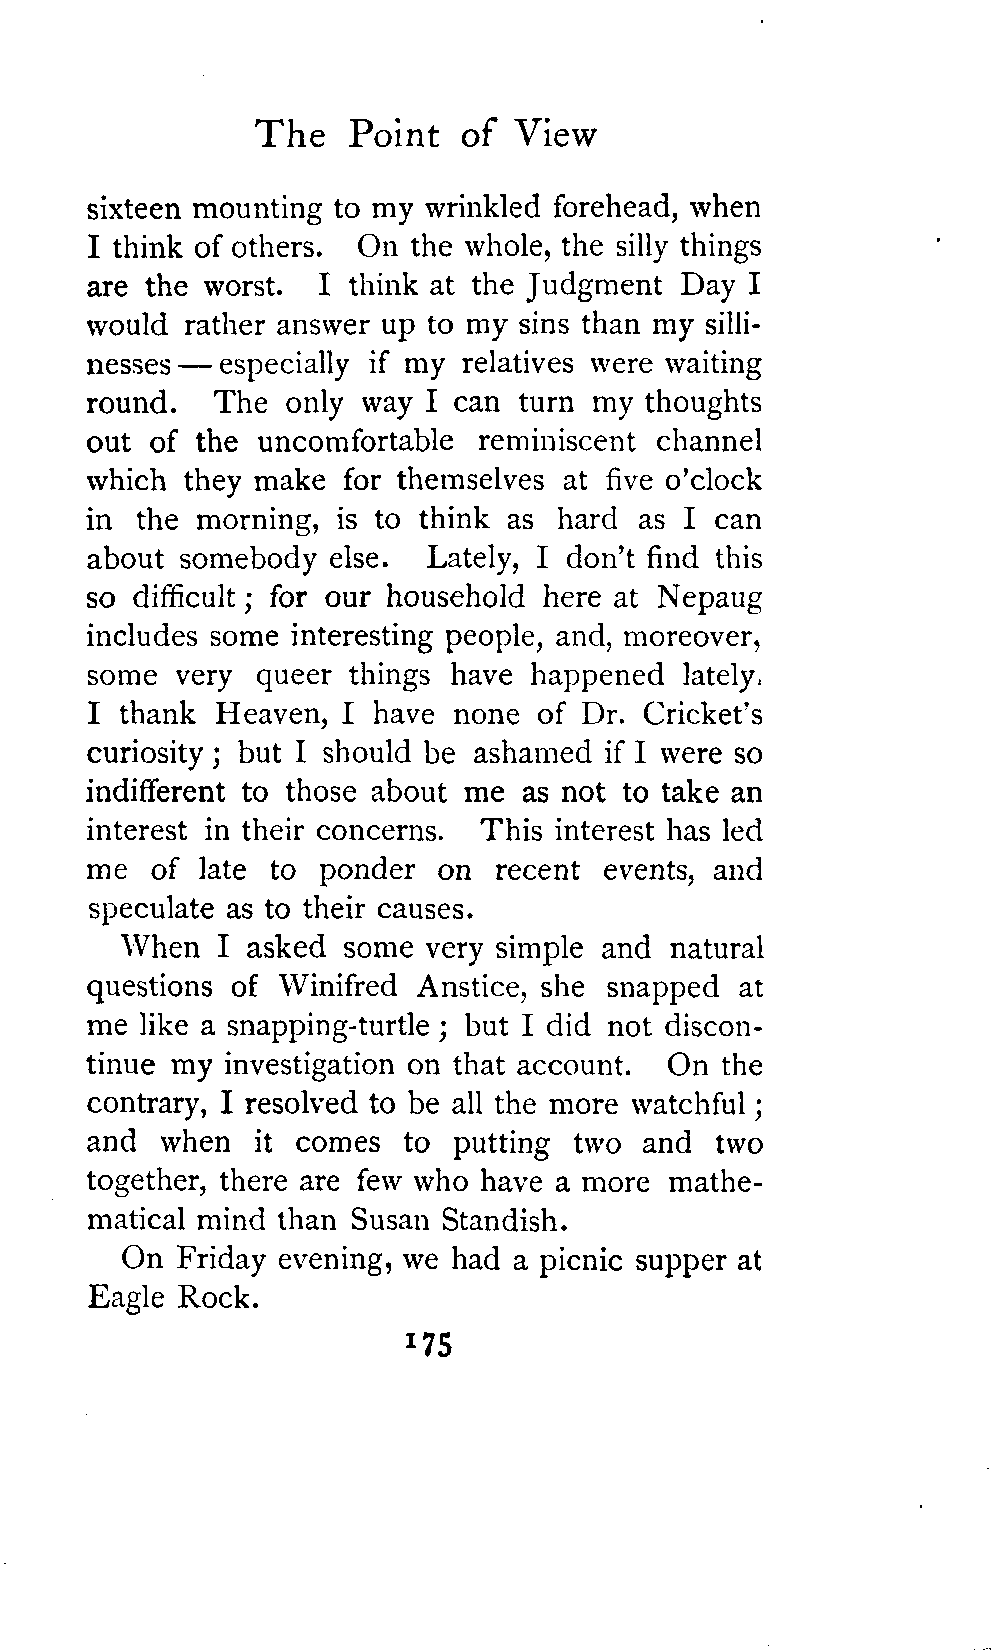 The Point of View
sixteen mounting to my wrinkled forehead, when
I think of others. On the whole, the silly things
are the worst. I think at the Judgment Day I
would rather answer up to my sins than my silli-
nesses — especially if my relatives were waiting
round. The only way I can turn my thoughts
out of the uncomfortable reminiscent channel
which they make for themselves at five o'clock
in the morning, is to think as hard as I can
about somebody else. Lately, I don't find this
so difficult; for our household here at Nepaug
includes some interesting people, and, moreover,
some very queer things have happened lately.
I thank Heaven, I have none of Dr. Cricket's
curiosity; but I should be ashamed if I were so
indifferent to those about me as not to take an
interest in their concerns. This interest has led
me of late to ponder on recent events, and
speculate as to their causes.
When I asked some very simple and natural
questions of Winifred Anstice, she snapped at
me like a snapping-turtle; but I did not discon-
tinue my investigation on that account. On the
contrary, I resolved to be all the more watchful;
and when it comes to putting two and two
together, there are few who have a more mathe-
matical mind than Susan Standish.
On Friday evening, we had a picnic supper at
Eagle Rock.
175